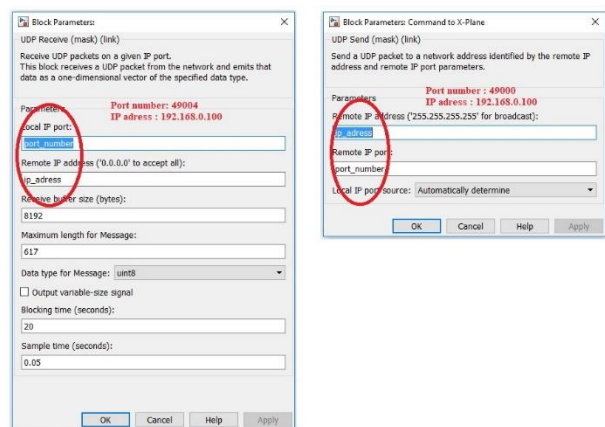 Block Parameters:
UDP Receive (mask) (link)
Receive UDP packets on a given IP port.
This block receives a UDP packet from the network and emits that
data as a one-dimensional vector of the specified data type.
Parameters
Port number: 49004
IP adress : 192.168.0.100
Local IP port:
port_number
Remote IP address ('0.0.0.0' to accept all):
ip_adress
Receive buffer size (bytes):
8192
Maximum length for Message:
617
Data type for Message: uint8
Output variable-size signal
Blocking time (seconds):
20
Sample time (seconds):
0.05
OK Cancel Help Apply
Block Parameters: Command to X-Plane
UDP Send (mask) (link)
Send a UDP packet to a network address identified by the remote IP
address and remote IP port parameters.
Port number : 49000
Parameters
IP adress : 192.168.0.100
Remote IP address ('255.255.255.255' for broadcast):
ip_adress
Remote IP port:
port_number
Local IP port source: Automatically determine
OK Cancel Help Apply